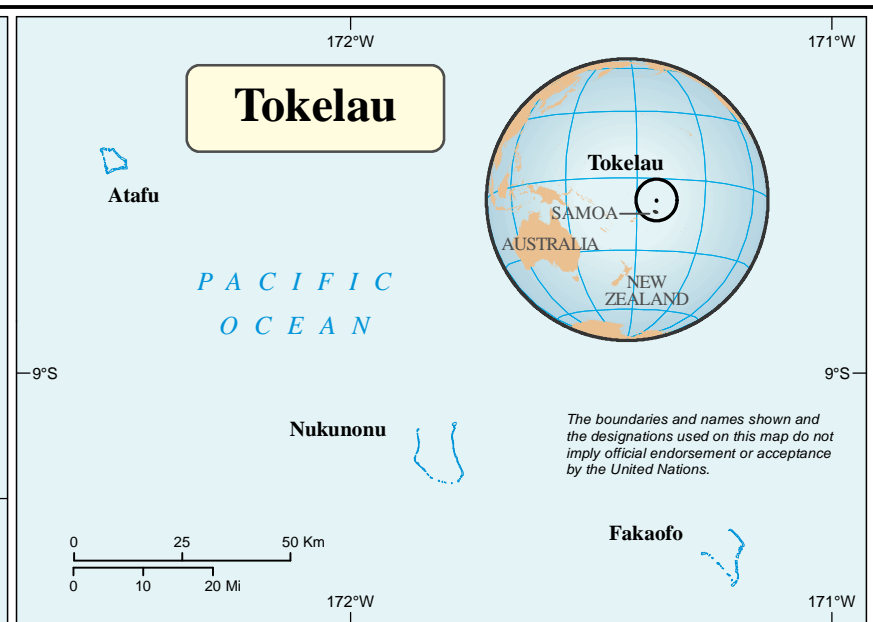 172°W
171°W
Tokelau
Tokelau
Atafu
SAMOA
AUSTRALIA
PACIFIC
OCEAN
NEW
ZEALAND
9°S
9°S
Nukunonu
The boundaries and names shown and
the designations used on this map do not
imply official endorsement or acceptance
by the United Nations.
Fakaofo
0 25 50 Km
0 10 20 Mi
172°W
171°W